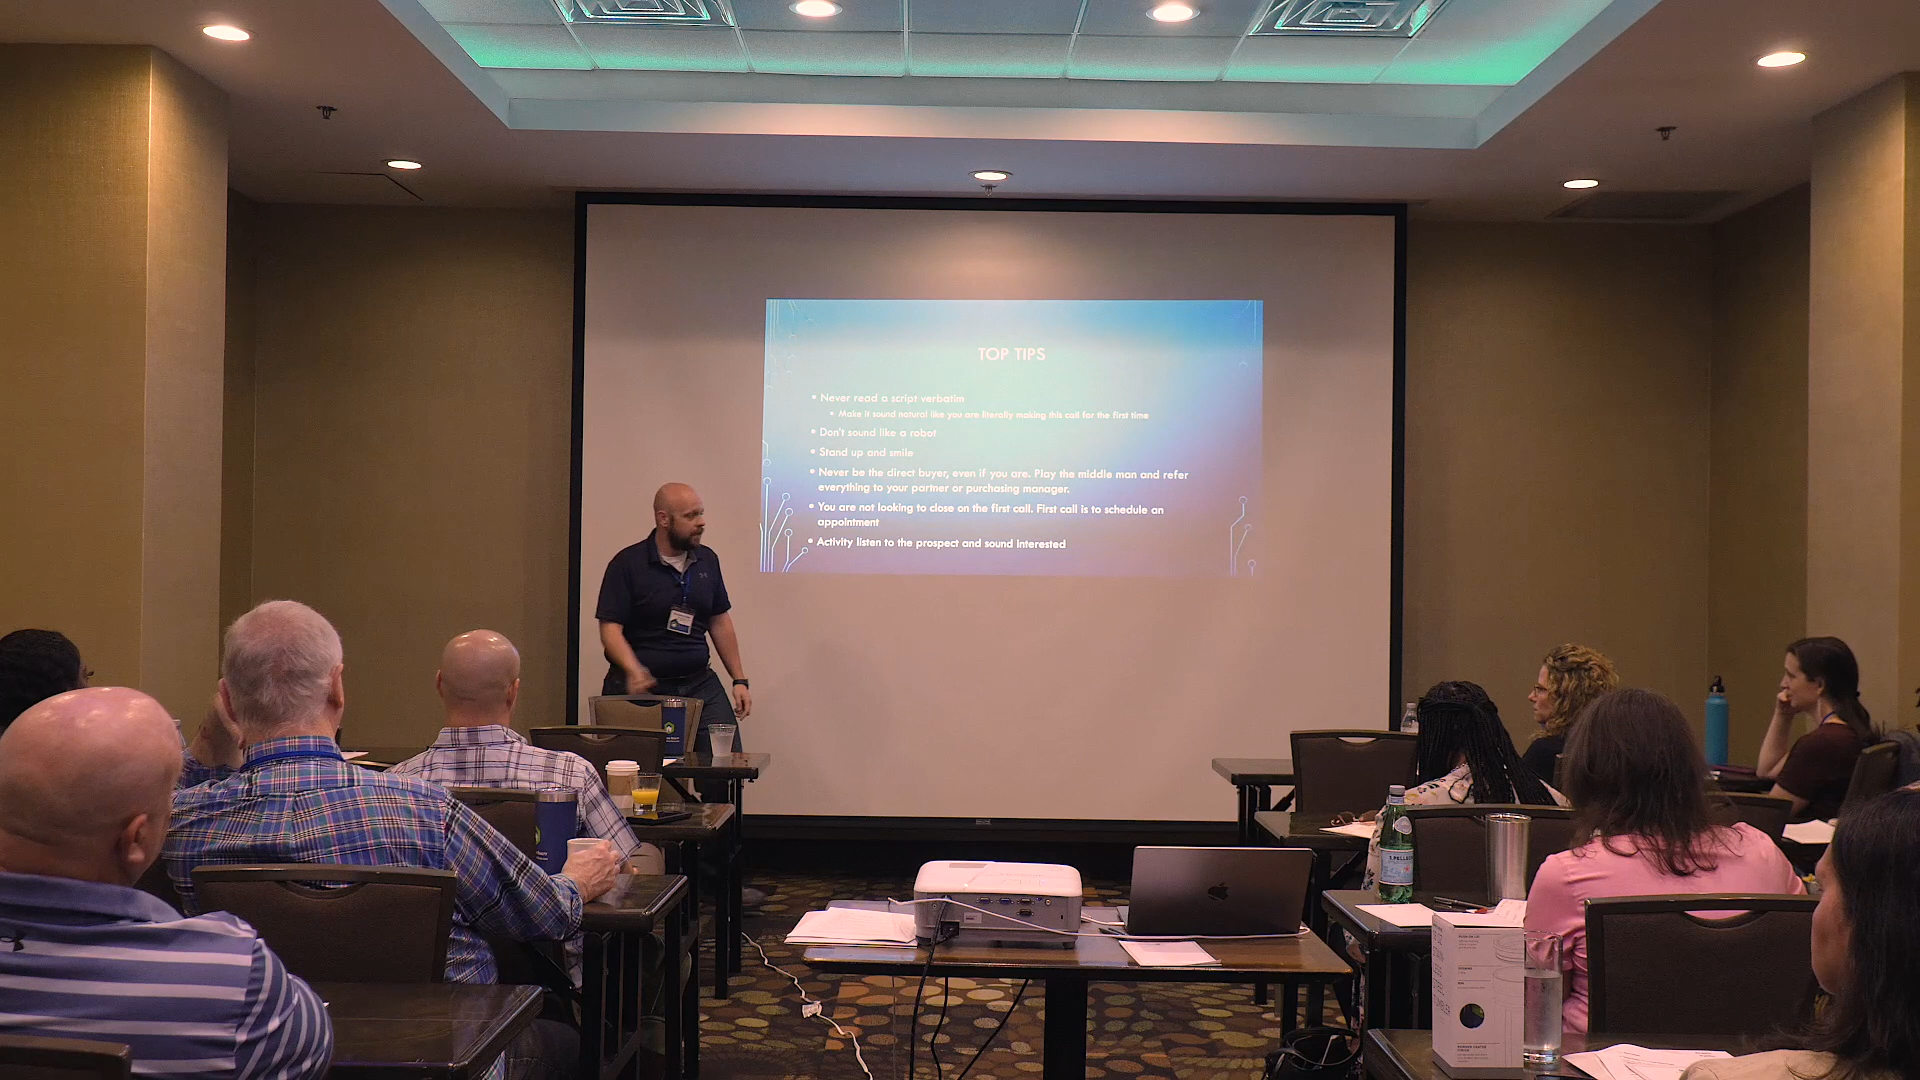 TOP TIPS
• Never read a script verbatim
• Make it sound natural like you are literally making this call for the first time
• Don't sound like a robot
• Stand up and smile
• Never be the direct buyer, even if you are. Play the middle man and refer
everything to your partner or purchasing manager.
• You are not looking to close on the first call. First call is to schedule an
appointment
• Activity listen to the prospect and sound interested
S.PELLE